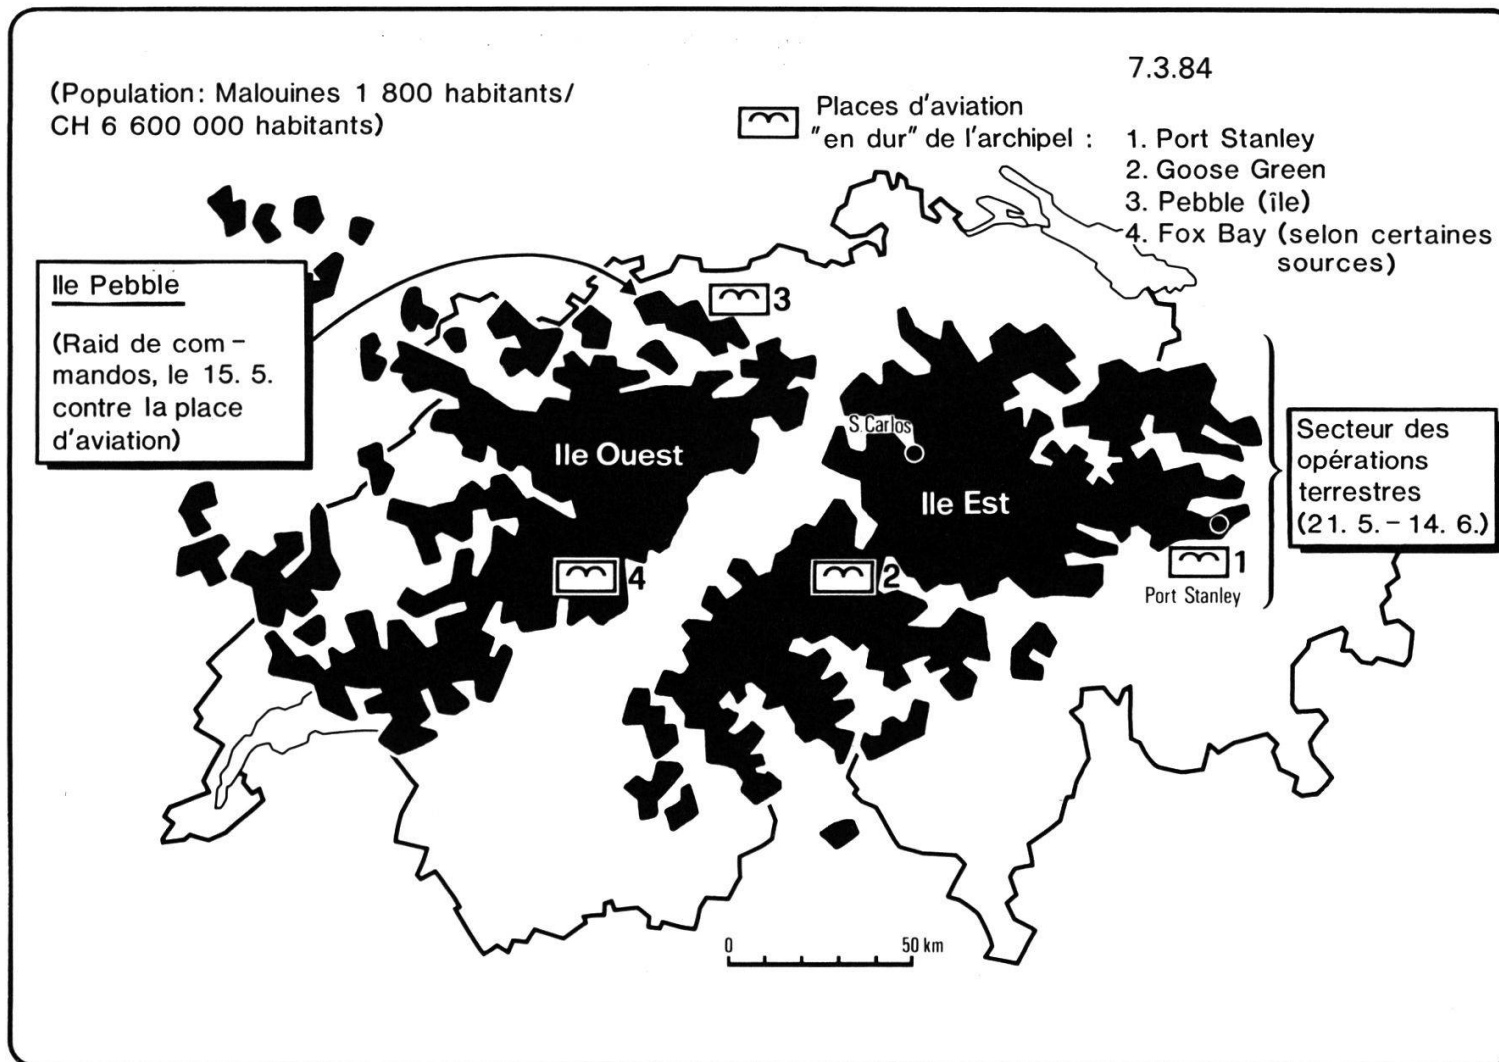 (Population: Malouines 1 800 habitants/
CH 6 600 000 habitants)
7.3.84
Places d'aviation
"en dur" de l'archipel :
1. Port Stanley
2. Goose Green
3. Pebble (île)
4. Fox Bay (selon certaines
sources)
Ile Pebble
(Raid de com-
mandos, le 15. 5.
contre la place
d'aviation)
3
S. Carlos
Ile Ouest
Ile Est
Secteur des
opérations
terrestres
(21. 5. – 14. 6.)
4
2
1
Port Stanley
0 50 km